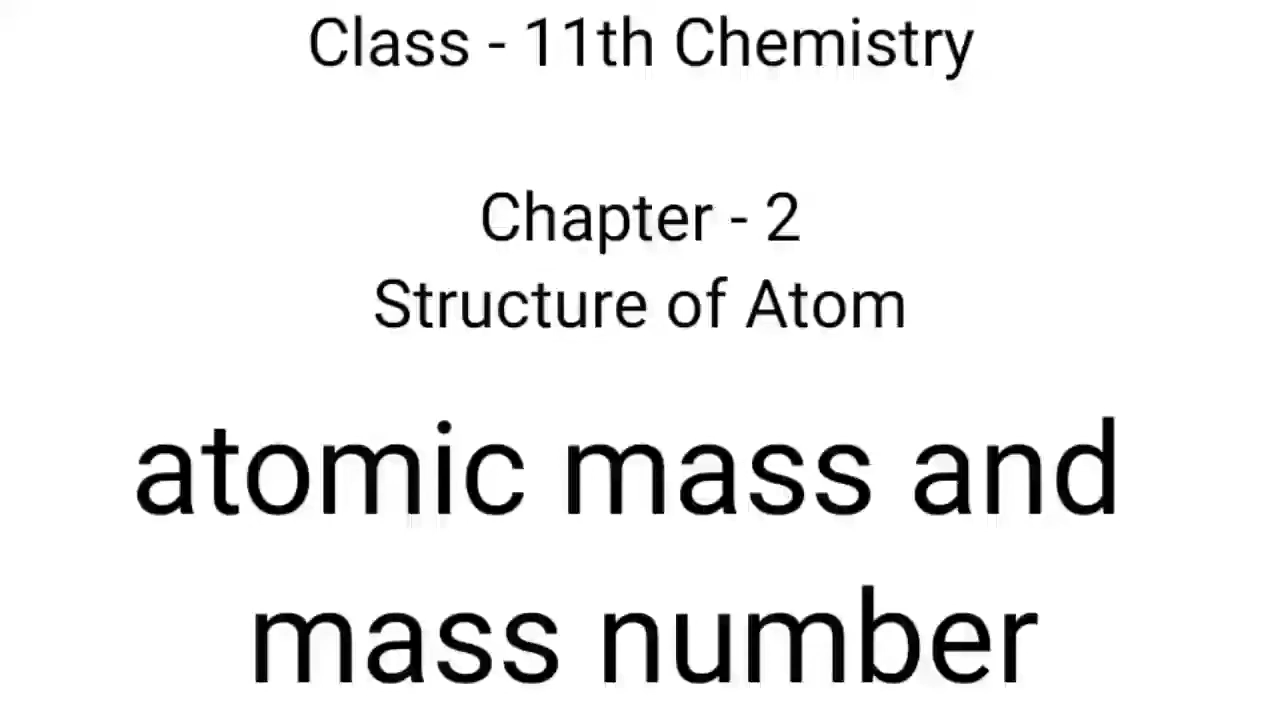 Class - 11th Chemistry
Chapter - 2
Structure of Atom
atomic mass and
mass number